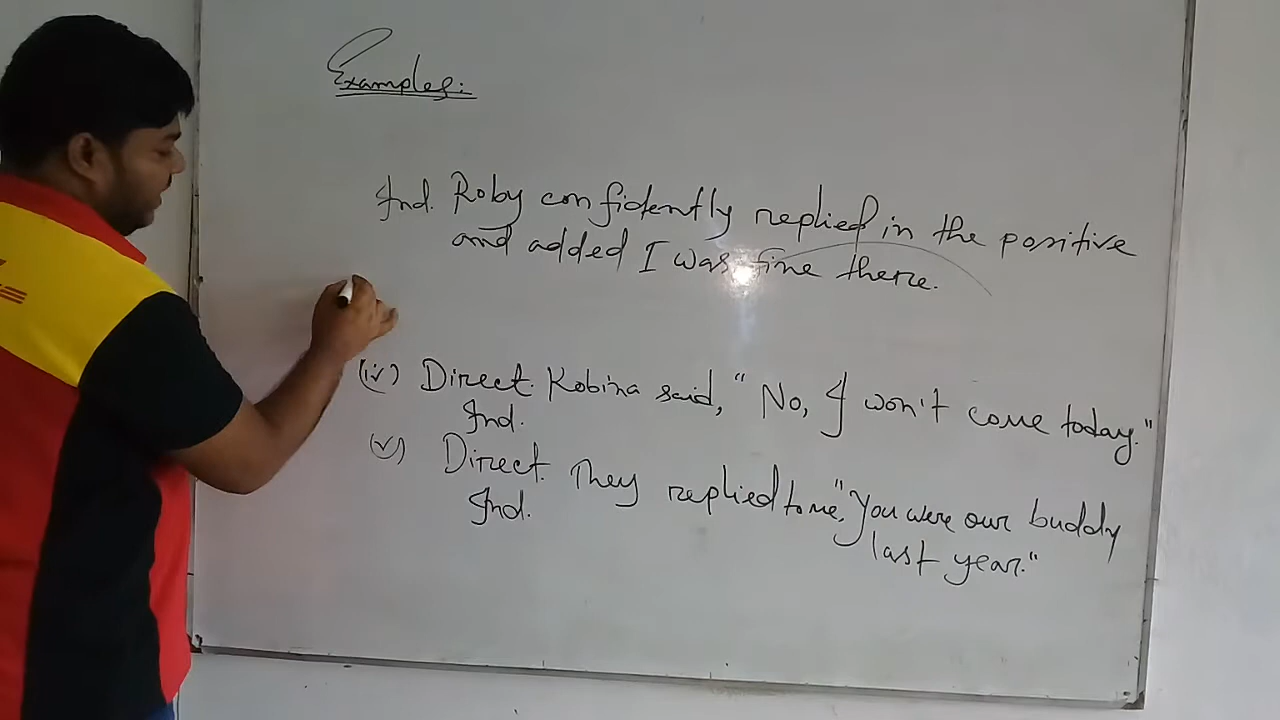 Examples:
Ind. Roby confidently replied in the positive
and added I was fine there.
(iv) Direct. Kobina said, "No, I won't come today."
Ind.
(v) Direct. They replied to me, "You were our buddy
last year."
Ind.